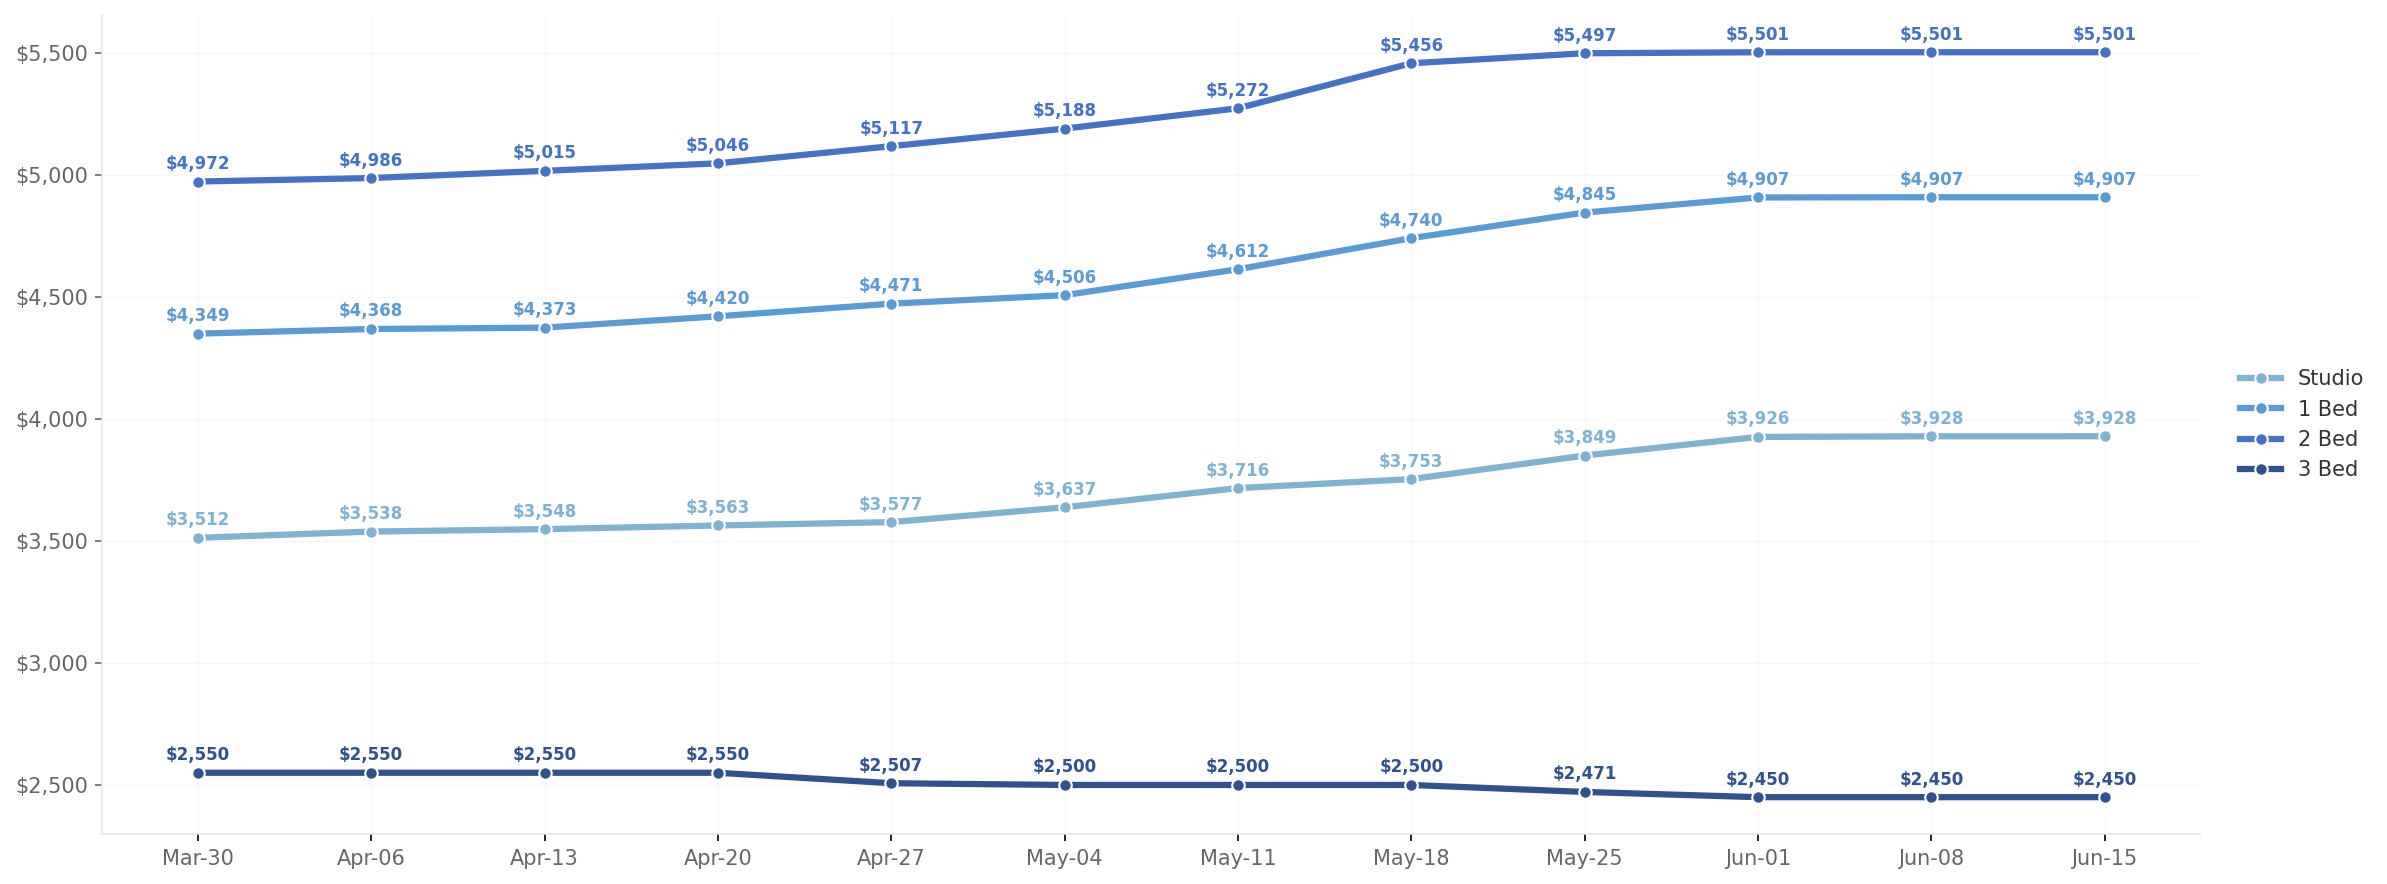 $5,500
$5,000
$4,500
$4,000
$3,500
$3,000
$2,500
$4,972 $4,986 $5,015 $5,046 $5,117 $5,188 $5,272 $5,456 $5,497 $5,501 $5,501 $5,501
$4,349 $4,368 $4,373 $4,420 $4,471 $4,506 $4,612 $4,740 $4,845 $4,907 $4,907 $4,907
$3,512 $3,538 $3,548 $3,563 $3,577 $3,637 $3,716 $3,753 $3,849 $3,926 $3,928 $3,928
$2,550 $2,550 $2,550 $2,550 $2,507 $2,500 $2,500 $2,500 $2,471 $2,450 $2,450 $2,450
Mar-30 Apr-06 Apr-13 Apr-20 Apr-27 May-04 May-11 May-18 May-25 Jun-01 Jun-08 Jun-15
Studio
1 Bed
2 Bed
3 Bed